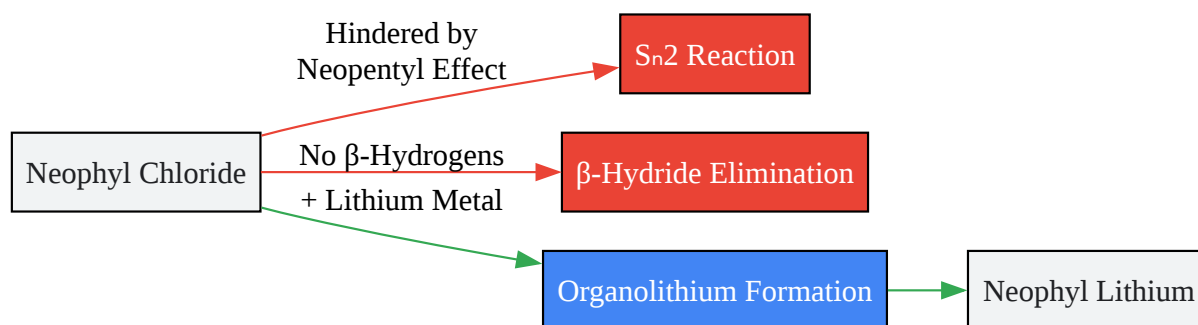 Hindered by
Neopentyl Effect
Sₙ2 Reaction
Neophyl Chloride
No β-Hydrogens
β-Hydride Elimination
+ Lithium Metal
Organolithium Formation
Neophyl Lithium